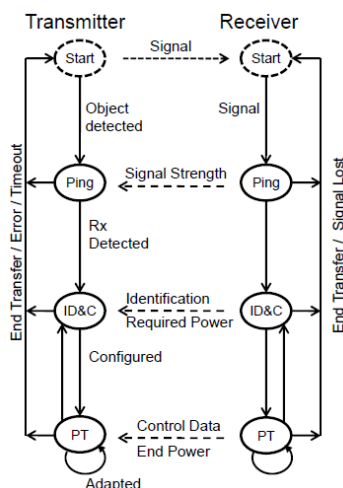 Transmitter Receiver
Start Signal Start
Object
detected
Signal
Ping Signal Strength Ping
Rx
Detected
ID&C Identification ID&C
Required Power
Configured
PT Control Data PT
End Power
Adapted
End Transfer / Error / Timeout
End Transfer / Signal Lost